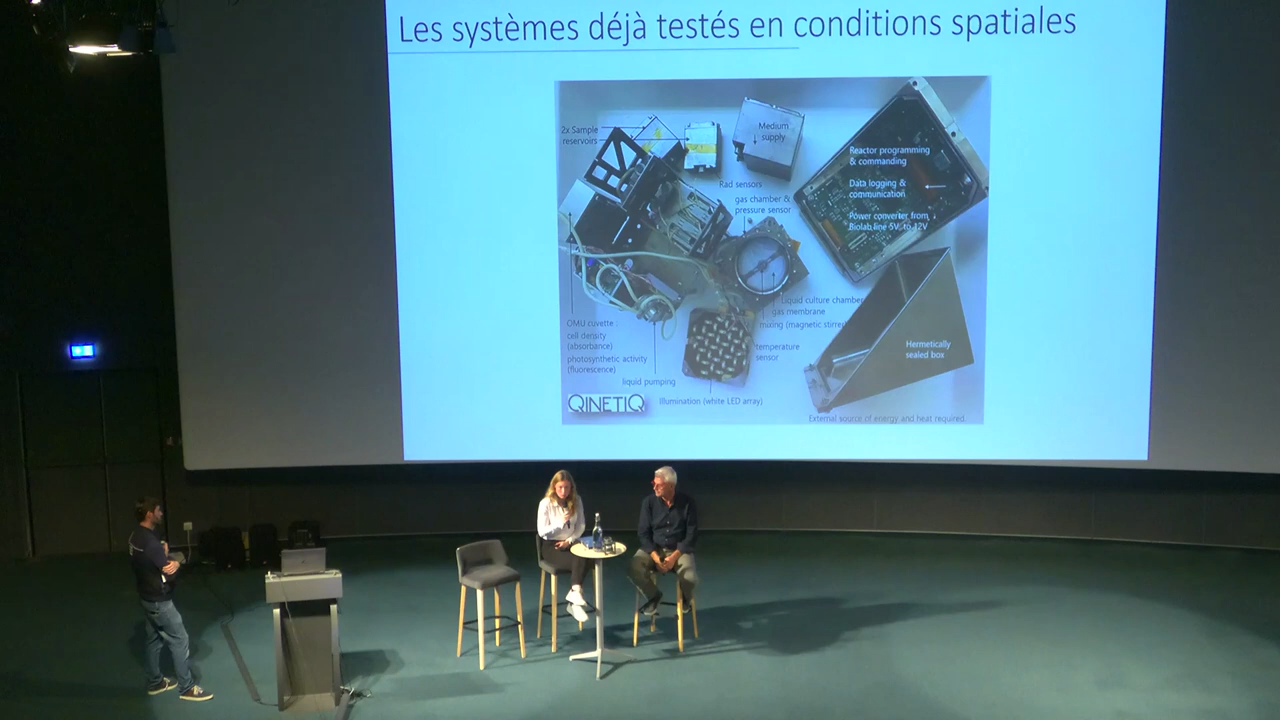 Les systèmes déjà testés en conditions spatiales
2x Sample
reservoirs
Medium
supply
Rad sensors
gas chamber &
pressure sensor
Reactor programming
& commanding
Data logging &
communication
Power converter from
Biolab line 5V, to 12V
liquid culture chamber
gas membrane
mixing (magnetic stirrer
temperature
sensor
OMU cuvette :
cell density
(absorbance)
photosynthetic activity
(fluorescence)
liquid pumping
Illumination (white LED array)
Hermetically
sealed box
QINETIQ
External source of energy and heat required